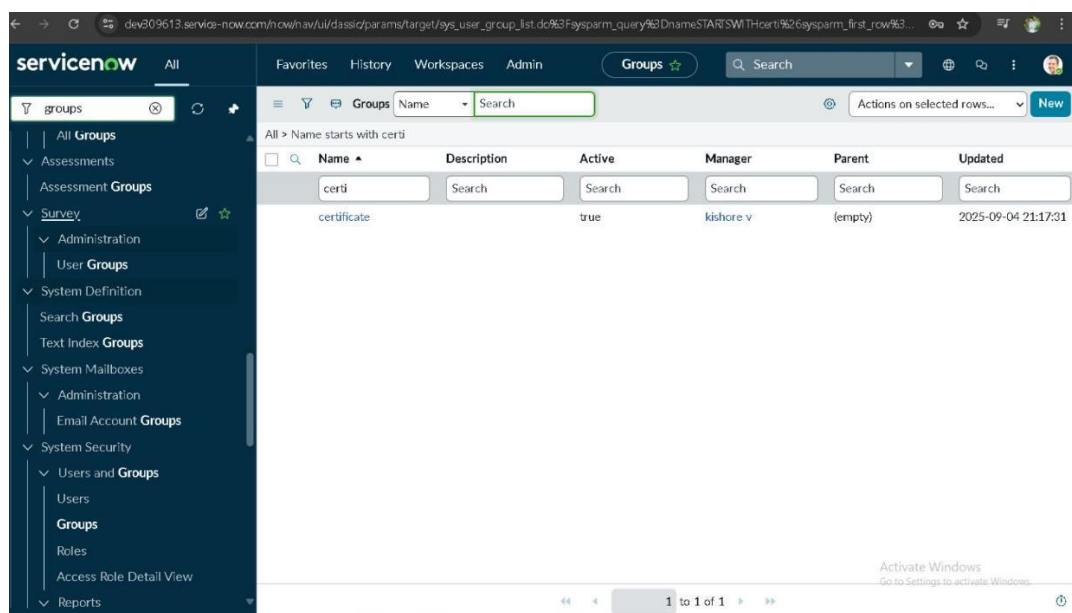 dev309613.service-now.com/now/nav/ui/classic/params/target/sys_user_group_list.do%3Fsysparm_query%3DnameSTARTSWITHcerti%26sysparm_first_row%3...
servicenow All Favorites History Workspaces Admin Groups Search
groups Groups Name Search Actions on selected rows... New
All > Name starts with certi
Name Description Active Manager Parent Updated
certi Search Search Search Search Search
certificate true kishore v (empty) 2025-09-04 21:17:31
All Groups
Assessments
Assessment Groups
Survey
Administration
User Groups
System Definition
Search Groups
Text Index Groups
System Mailboxes
Administration
Email Account Groups
System Security
Users and Groups
Users
Groups
Roles
Access Role Detail View
Reports
Activate Windows
Go to Settings to activate Windows.
1 to 1 of 1